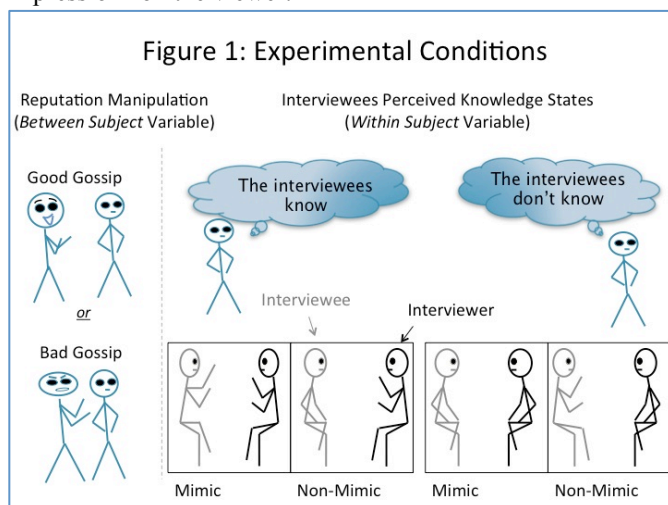 Figure 1: Experimental Conditions
Reputation Manipulation
(Between Subject Variable)
Interviewees Perceived Knowledge States
(Within Subject Variable)
Good Gossip
or
Bad Gossip
The interviewees
know
The interviewees
don't know
Interviewee
Interviewer
Mimic
Non-Mimic
Mimic
Non-Mimic